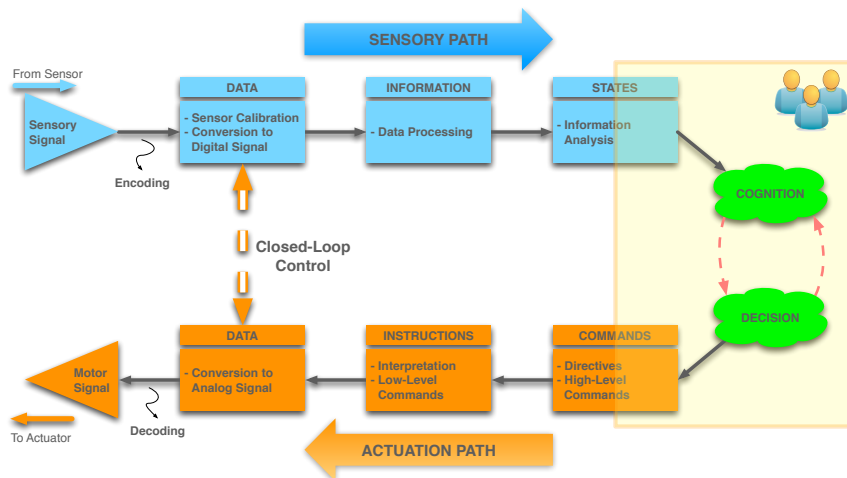 SENSORY PATH
From Sensor
DATA
INFORMATION
STATES
Sensory
Signal
- Sensor Calibration
- Conversion to
Digital Signal
- Data Processing
- Information
Analysis
Encoding
COGNITION
Closed-Loop
Control
DECISION
DATA
INSTRUCTIONS
COMMANDS
Motor
Signal
- Conversion to
Analog Signal
- Interpretation
- Low-Level
Commands
- Directives
- High-Level
Commands
Decoding
To Actuator
ACTUATION PATH